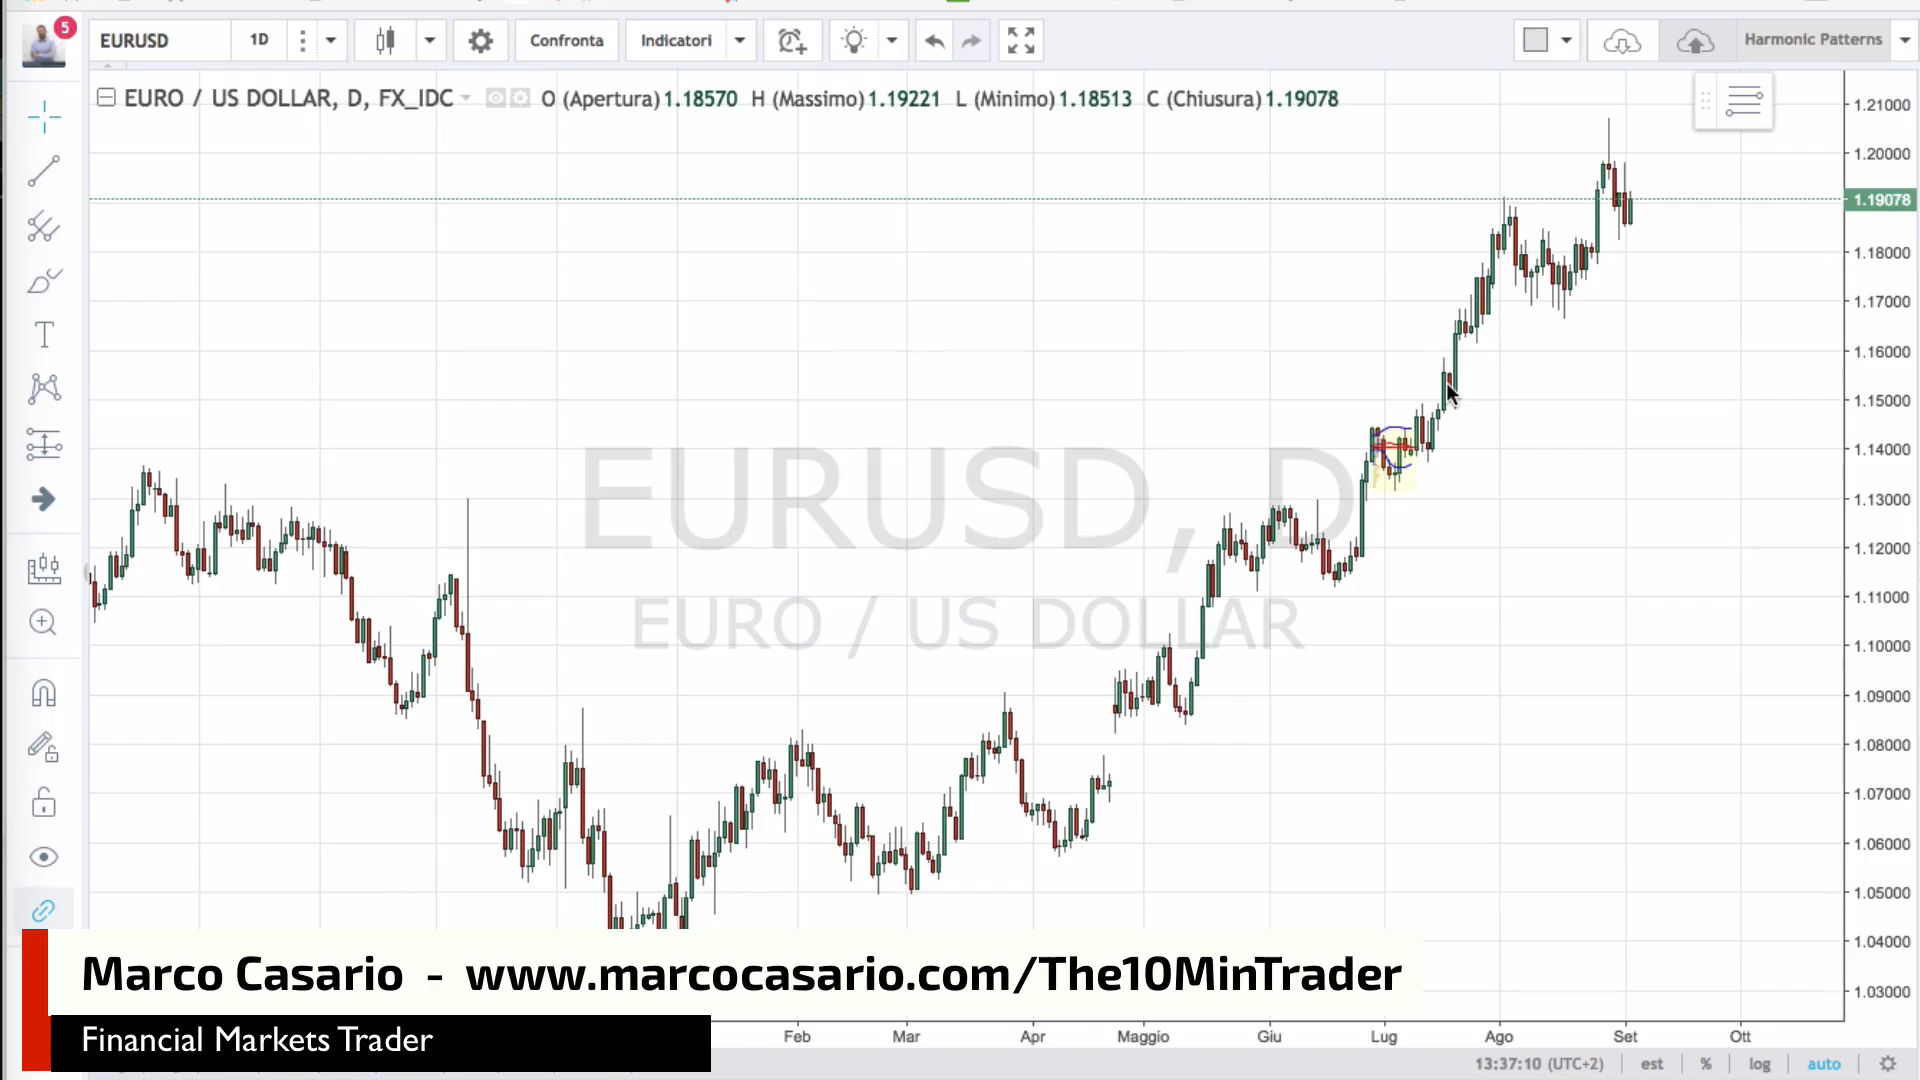 5
EURUSD 1D Confronta Indicatori Harmonic Patterns
EURO / US DOLLAR, D, FX_IDC O (Apertura) 1.18570 H (Massimo) 1.19221 L (Minimo) 1.18513 C (Chiusura) 1.19078
1.21000
1.20000
1.19078
1.18000
1.17000
1.16000
1.15000
1.14000
1.13000
1.12000
1.11000
1.10000
1.09000
1.08000
1.07000
1.06000
1.05000
1.04000
1.03000
EURUSD, D
EURO / US DOLLAR
T
Marco Casario - www.marcocasario.com/The10MinTrader
Financial Markets Trader
Feb Mar Apr Maggio Giu Lug Ago Set Ott
13:37:10 (UTC+2) est % log auto